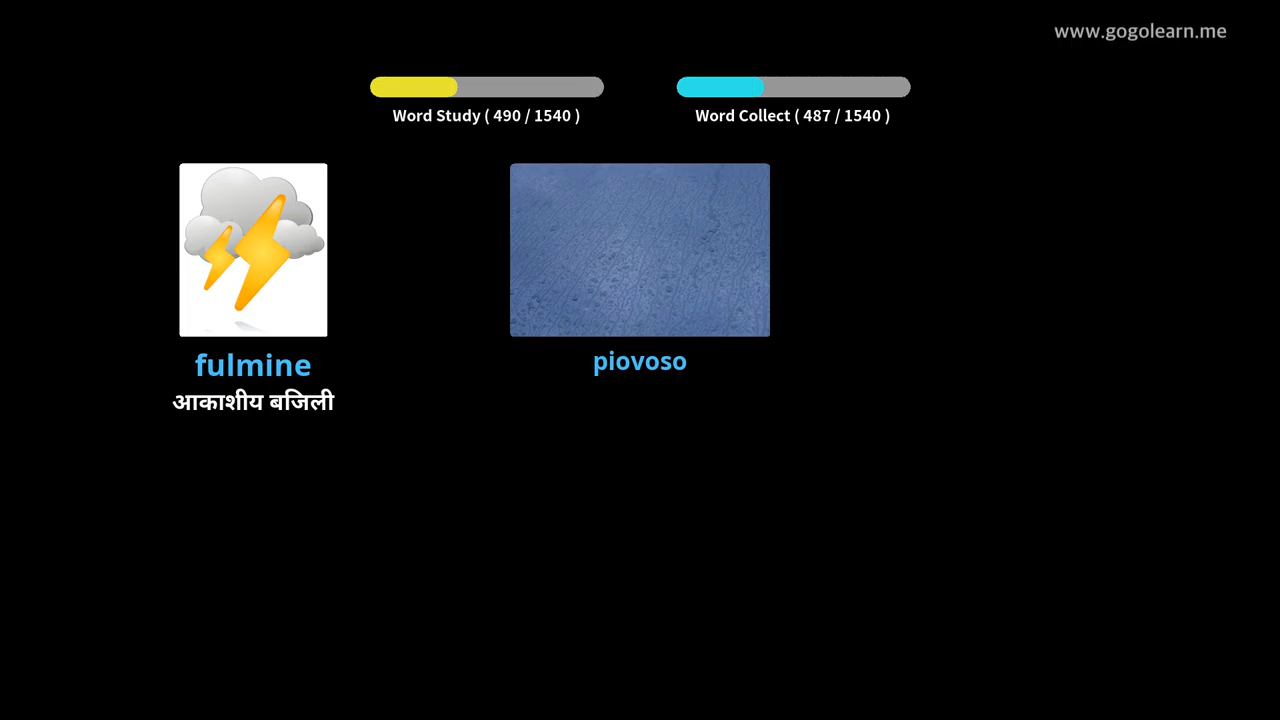 www.gogolearn.me
Word Study ( 490 / 1540 )
Word Collect ( 487 / 1540 )
fulmine
आकाशीय बजिली
piovoso